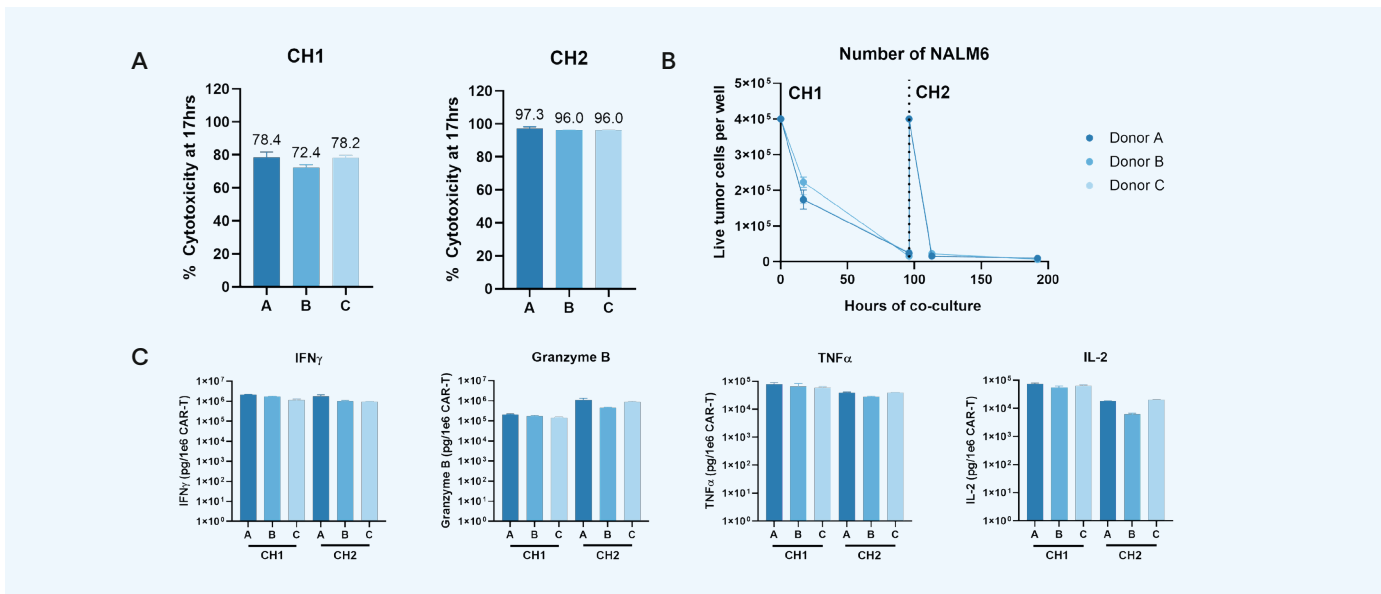 A
CH1
% Cytotoxicity at 17hrs
120
100
80
60
40
20
0
78.4
72.4
78.2
A
B
C
CH2
% Cytotoxicity at 17hrs
120
100
80
60
40
20
0
97.3
96.0
96.0
A
B
C
B
Number of NALM6
Live tumor cells per well
5×10⁵
4×10⁵
3×10⁵
2×10⁵
1×10⁵
0
CH1
CH2
0
50
100
150
200
Hours of co-culture
Donor A
Donor B
Donor C
C
IFNγ
IFNγ (pg/1e6 CAR-T)
1×10⁷
1×10⁶
1×10⁵
1×10⁴
1×10³
1×10²
1×10¹
1×10⁰
A B C A B C
CH1 CH2
Granzyme B
Granzyme B (pg/1e6 CAR-T)
1×10⁷
1×10⁶
1×10⁵
1×10⁴
1×10³
1×10²
1×10¹
1×10⁰
A B C A B C
CH1 CH2
TNFα
TNFα (pg/1e6 CAR-T)
1×10⁵
1×10⁴
1×10³
1×10²
1×10¹
1×10⁰
A B C A B C
CH1 CH2
IL-2
IL-2 (pg/1e6 CAR-T)
1×10⁵
1×10⁴
1×10³
1×10²
1×10¹
1×10⁰
A B C A B C
CH1 CH2